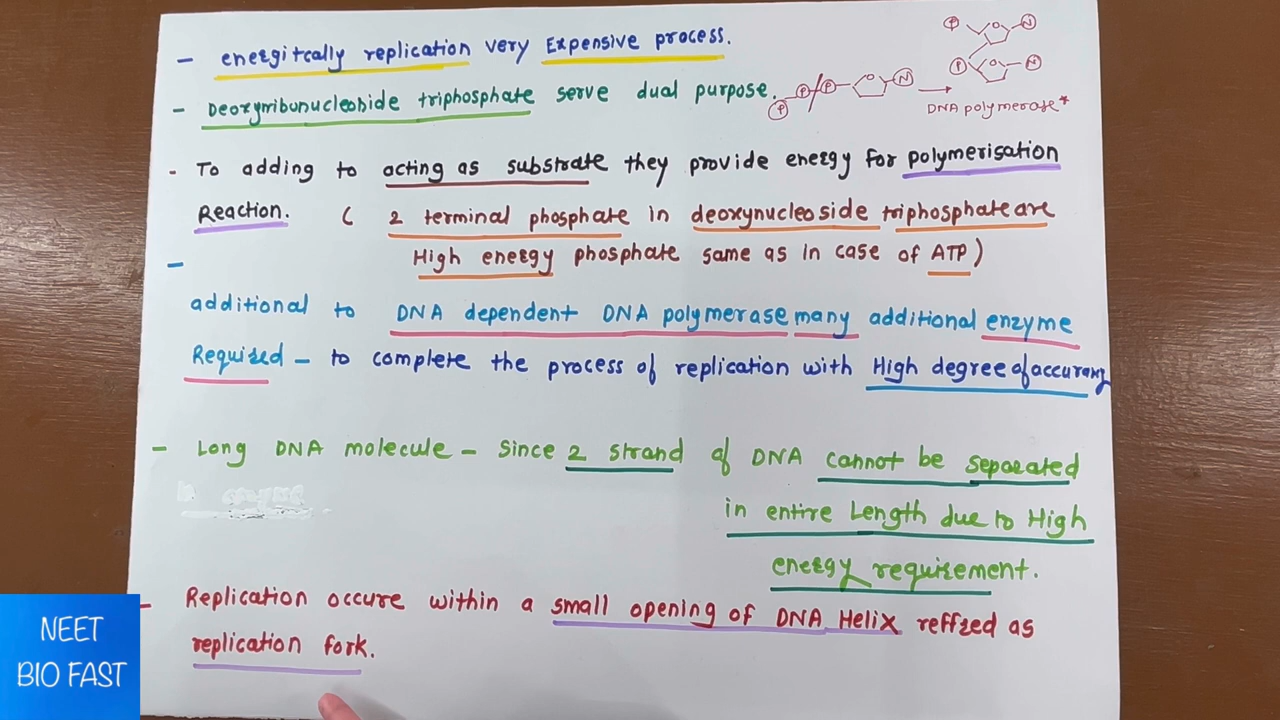 - energitcally replication very Expensive process.
- Deoxyribonucleoside triphosphate serve dual purpose.
P P P N
P N
P N
DNA polymerase*
- To adding to acting as substrate they provide energy for polymerisation
Reaction. ( 2 terminal phosphate in deoxynucleoside triphosphate are
High energy phosphate same as in case of ATP)
- additional to DNA dependent DNA polymerase many additional enzyme
Required - to complete the process of replication with High degree of accuracy
- Long DNA molecule - Since 2 strand of DNA cannot be separated
in entire Length due to High
energy requirement.
- Replication occure within a small opening of DNA Helix reffred as
replication fork.
NEET
BIO FAST